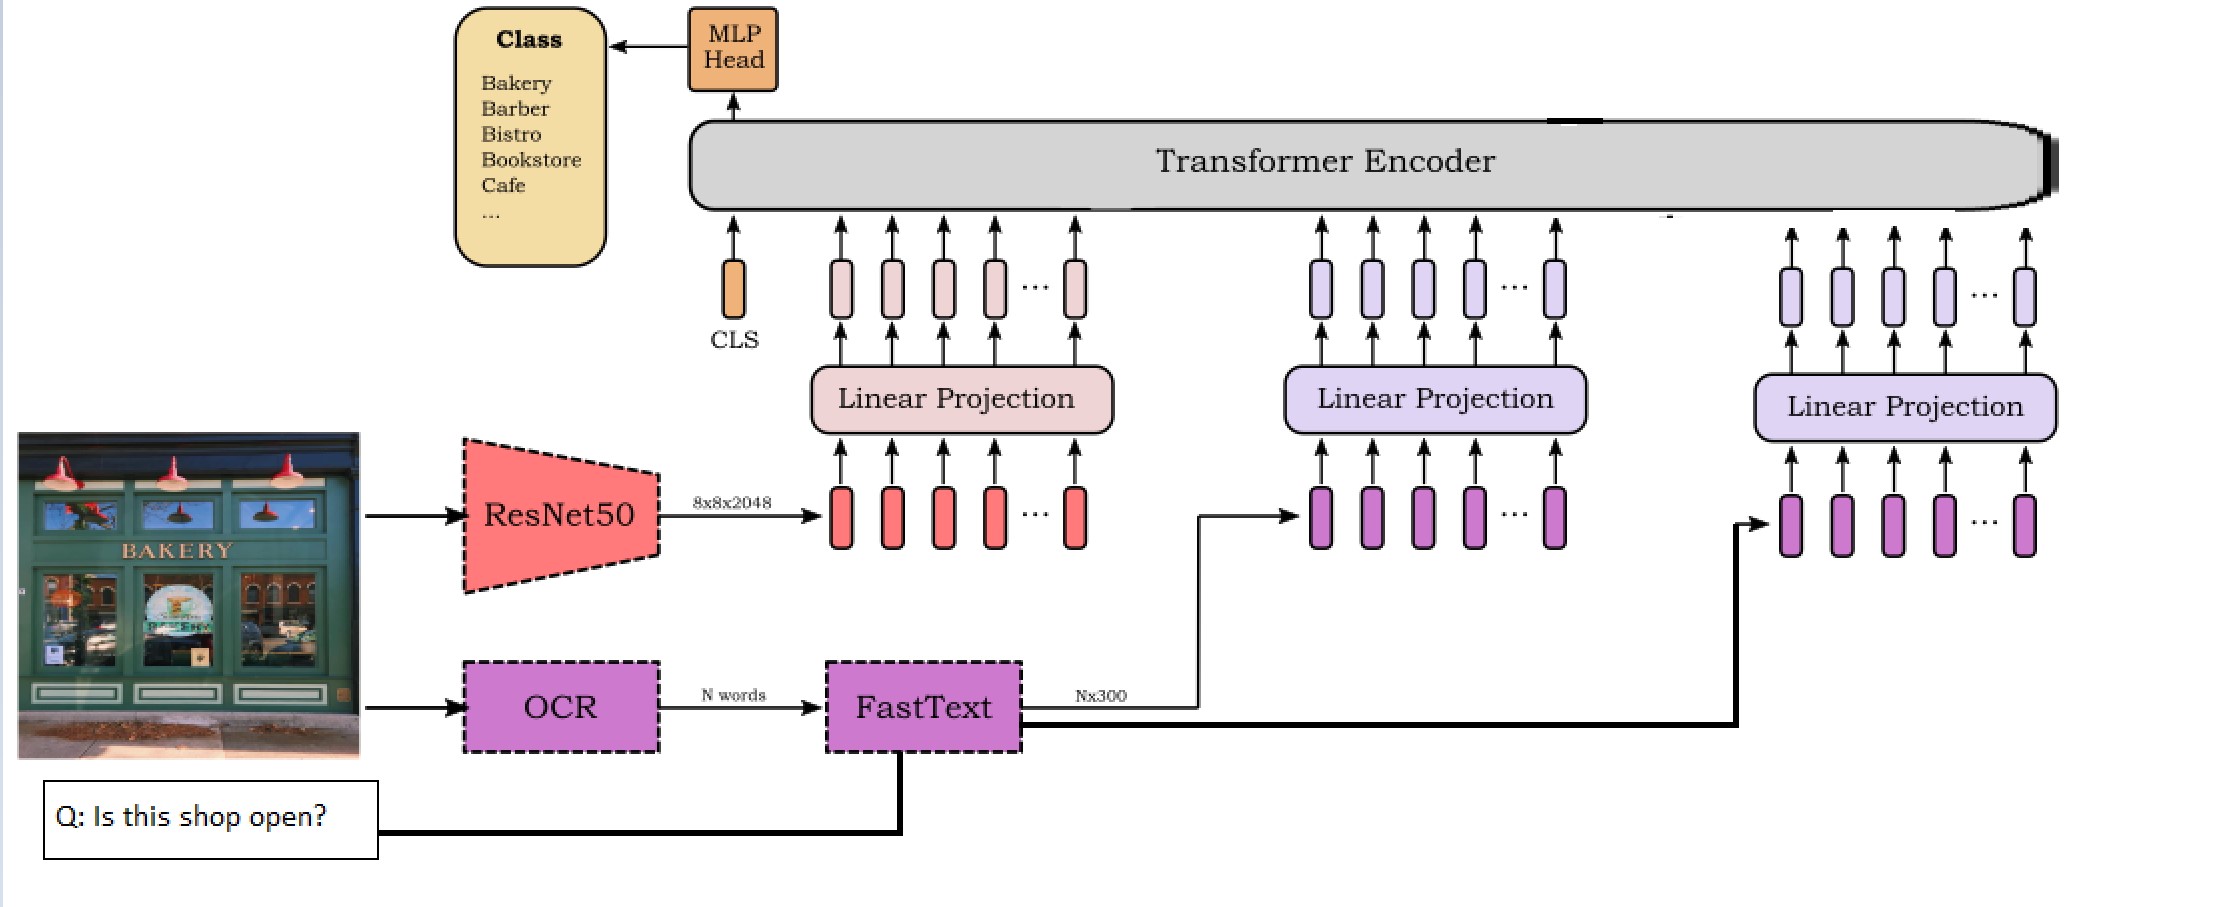 Class
Bakery
Barber
Bistro
Bookstore
Cafe
...
MLP
Head
Transformer Encoder
CLS
...
...
...
Linear Projection
Linear Projection
Linear Projection
BAKERY
ResNet50
8x8x2048
...
...
...
OCR
N words
FastText
Nx300
Q: Is this shop open?